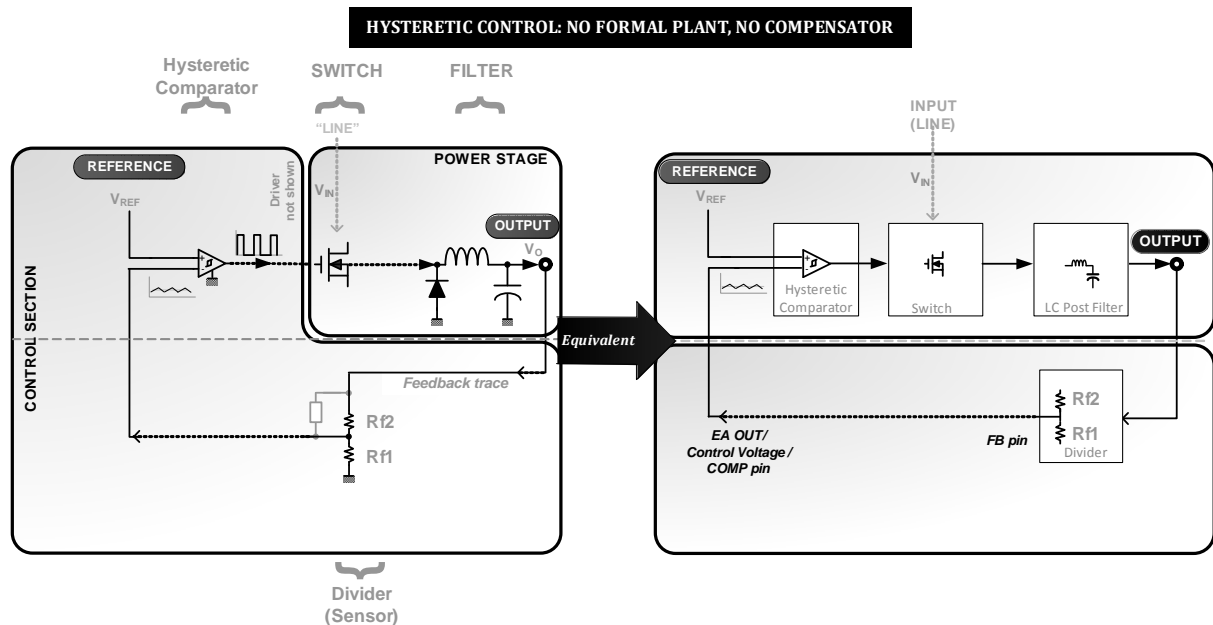 HYSTERETIC CONTROL: NO FORMAL PLANT, NO COMPENSATOR
Hysteretic
Comparator
SWITCH
FILTER
"LINE"
INPUT
(LINE)
REFERENCE
VREF
Driver
not shown
VIN
POWER STAGE
OUTPUT
VO
+
-
CONTROL SECTION
Feedback trace
Rf2
Rf1
Divider
(Sensor)
Equivalent
REFERENCE
VREF
VIN
OUTPUT
+
-
Hysteretic
Comparator
Switch
LC Post Filter
EA OUT/
Control Voltage /
COMP pin
FB pin
Rf2
Rf1
Divider